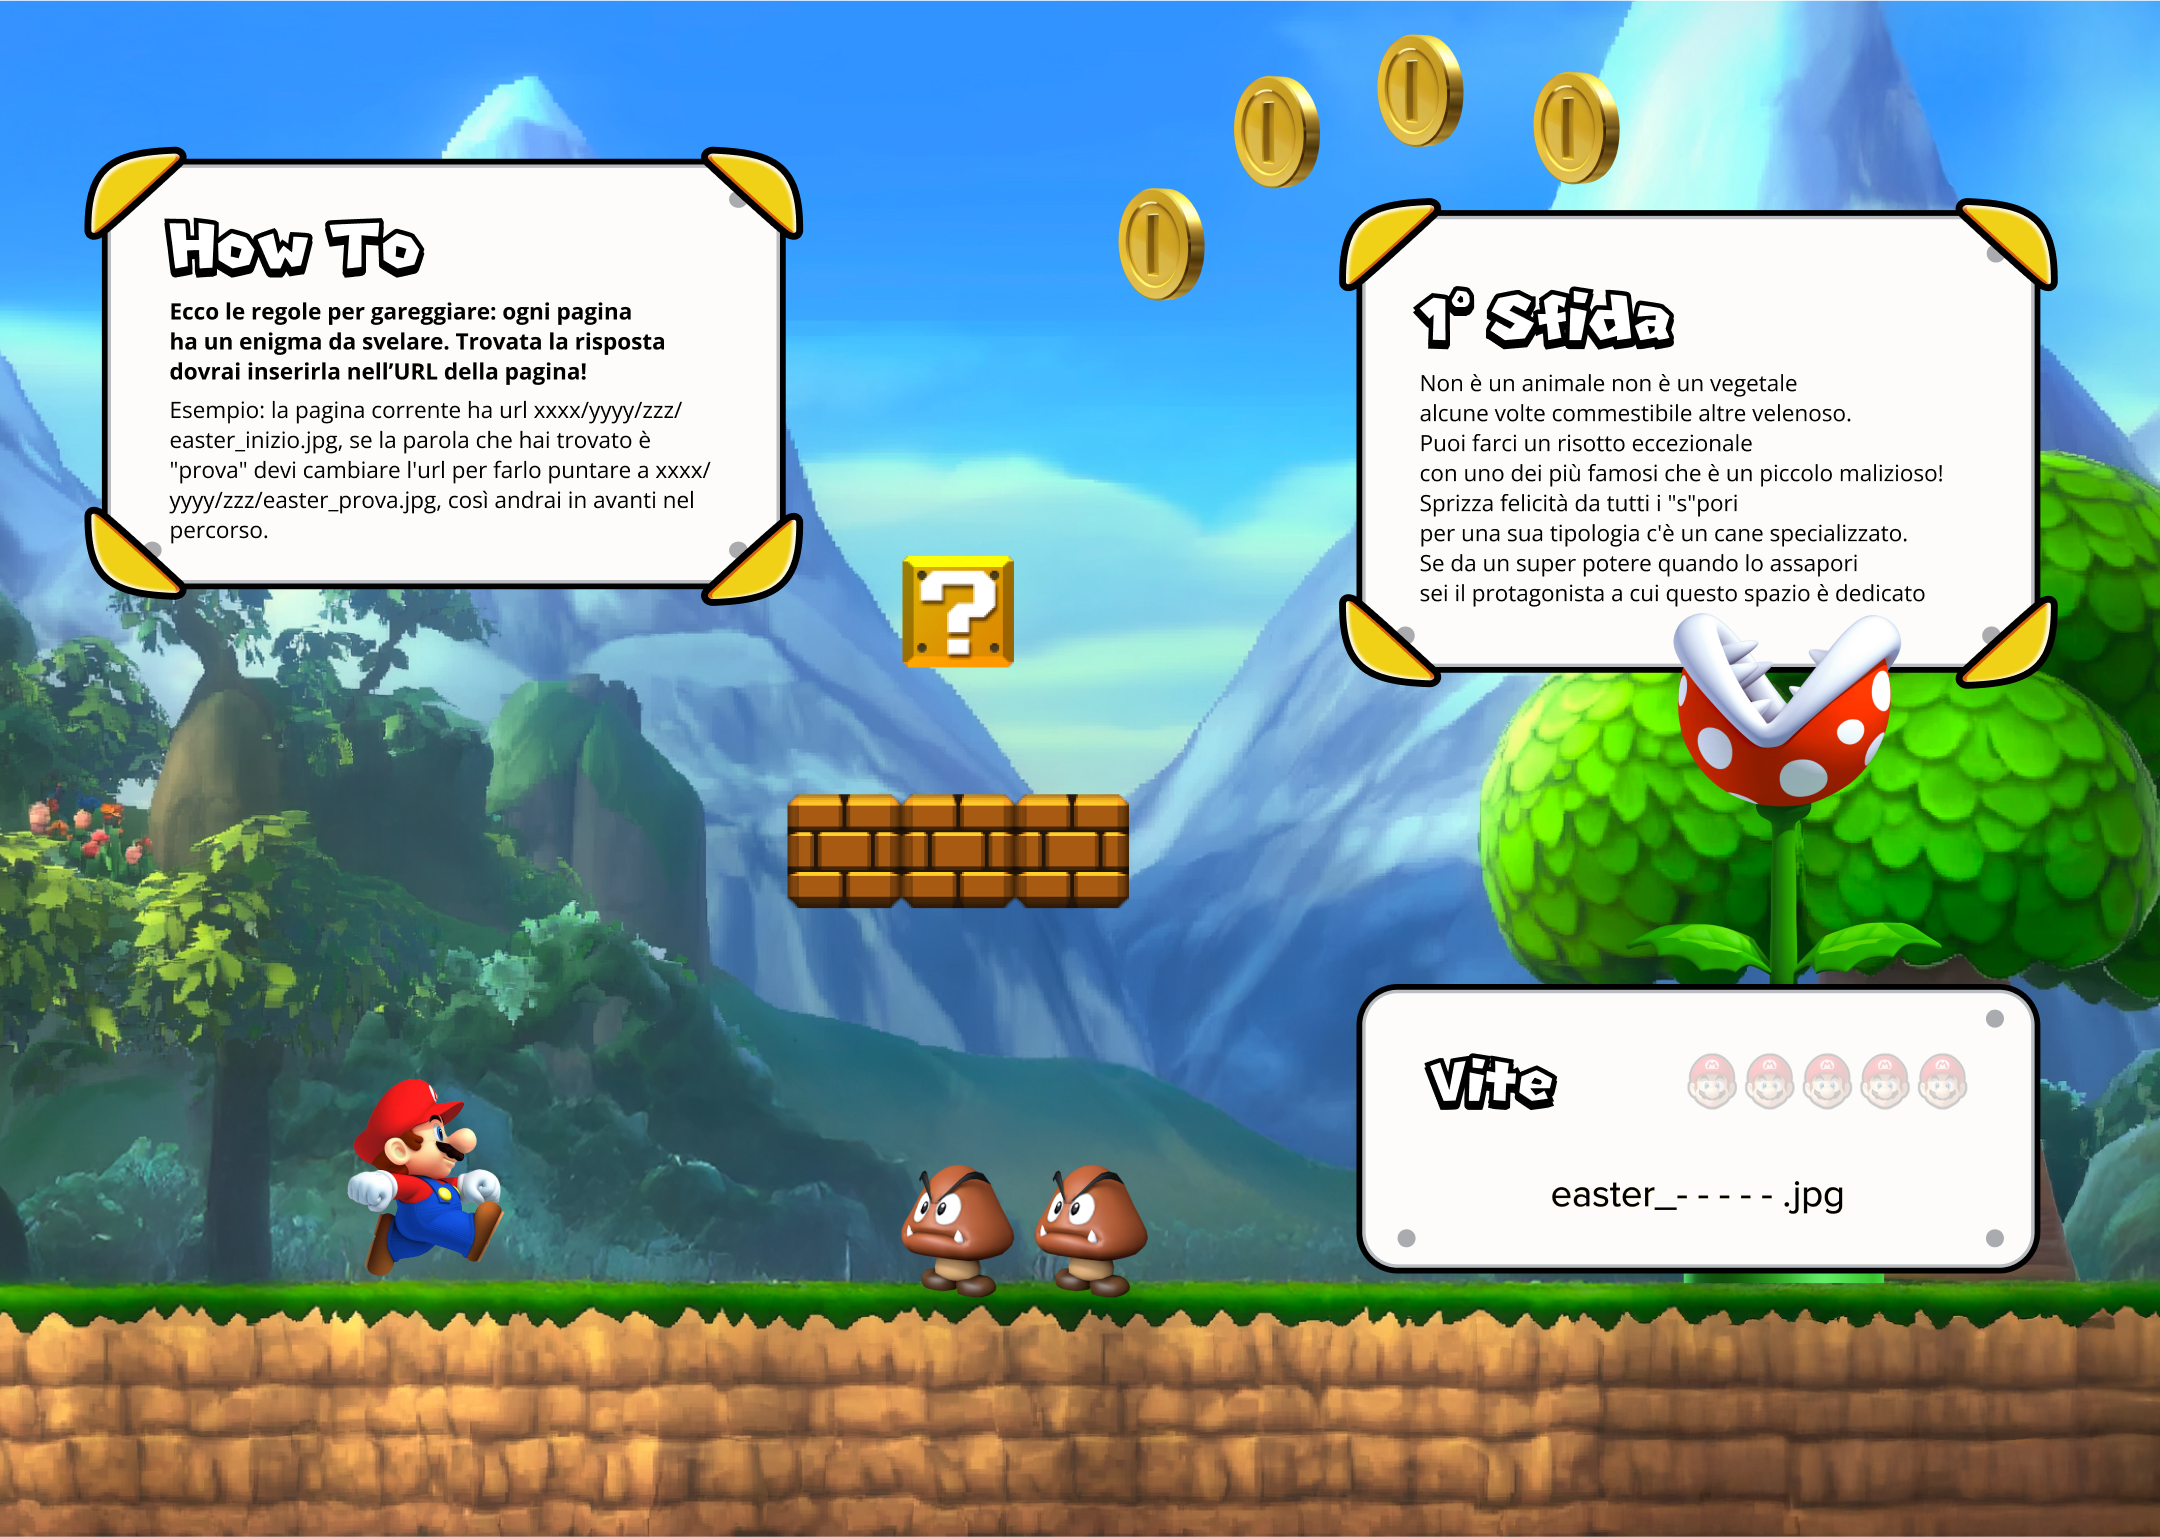 How To
Ecco le regole per gareggiare: ogni pagina
ha un enigma da svelare. Trovata la risposta
dovrai inserirla nell’URL della pagina!
Esempio: la pagina corrente ha url xxxx/yyyy/zzz/
easter_inizio.jpg, se la parola che hai trovato è
"prova" devi cambiare l'url per farlo puntare a xxxx/
yyyy/zzz/easter_prova.jpg, così andrai in avanti nel
percorso.
1° Sfida
Non è un animale non è un vegetale
alcune volte commestibile altre velenoso.
Puoi farci un risotto eccezionale
con uno dei più famosi che è un piccolo malizioso!
Sprizza felicità da tutti i "s"pori
per una sua tipologia c'è un cane specializzato.
Se da un super potere quando lo assapori
sei il protagonista a cui questo spazio è dedicato
?
Vite
easter_- - - - - .jpg